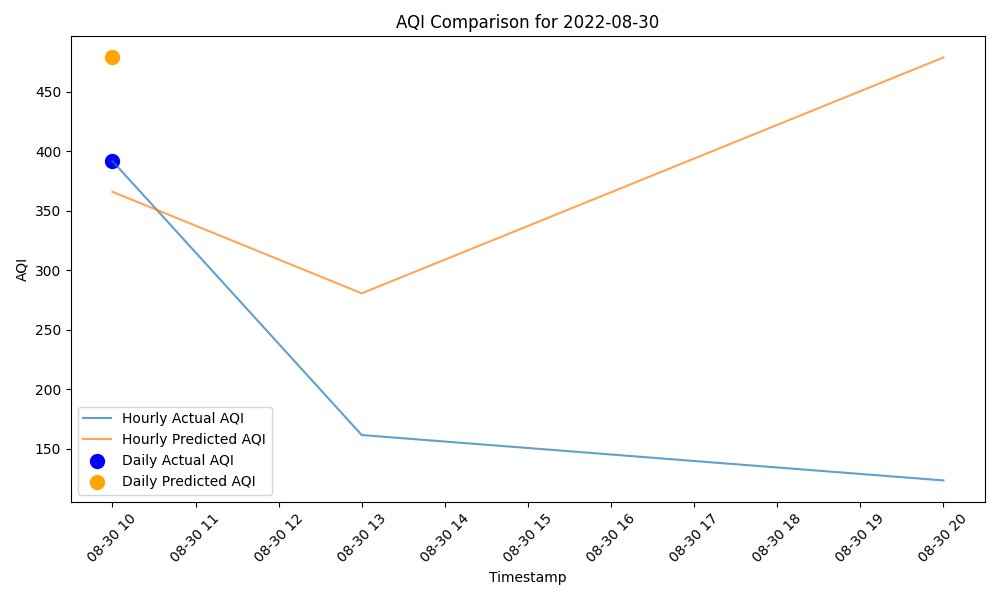 AQI Comparison for 2022-08-30
AQI
450
400
350
300
250
200
150
Hourly Actual AQI
Hourly Predicted AQI
Daily Actual AQI
Daily Predicted AQI
08-30 10
08-30 11
08-30 12
08-30 13
08-30 14
08-30 15
08-30 16
08-30 17
08-30 18
08-30 19
08-30 20
Timestamp